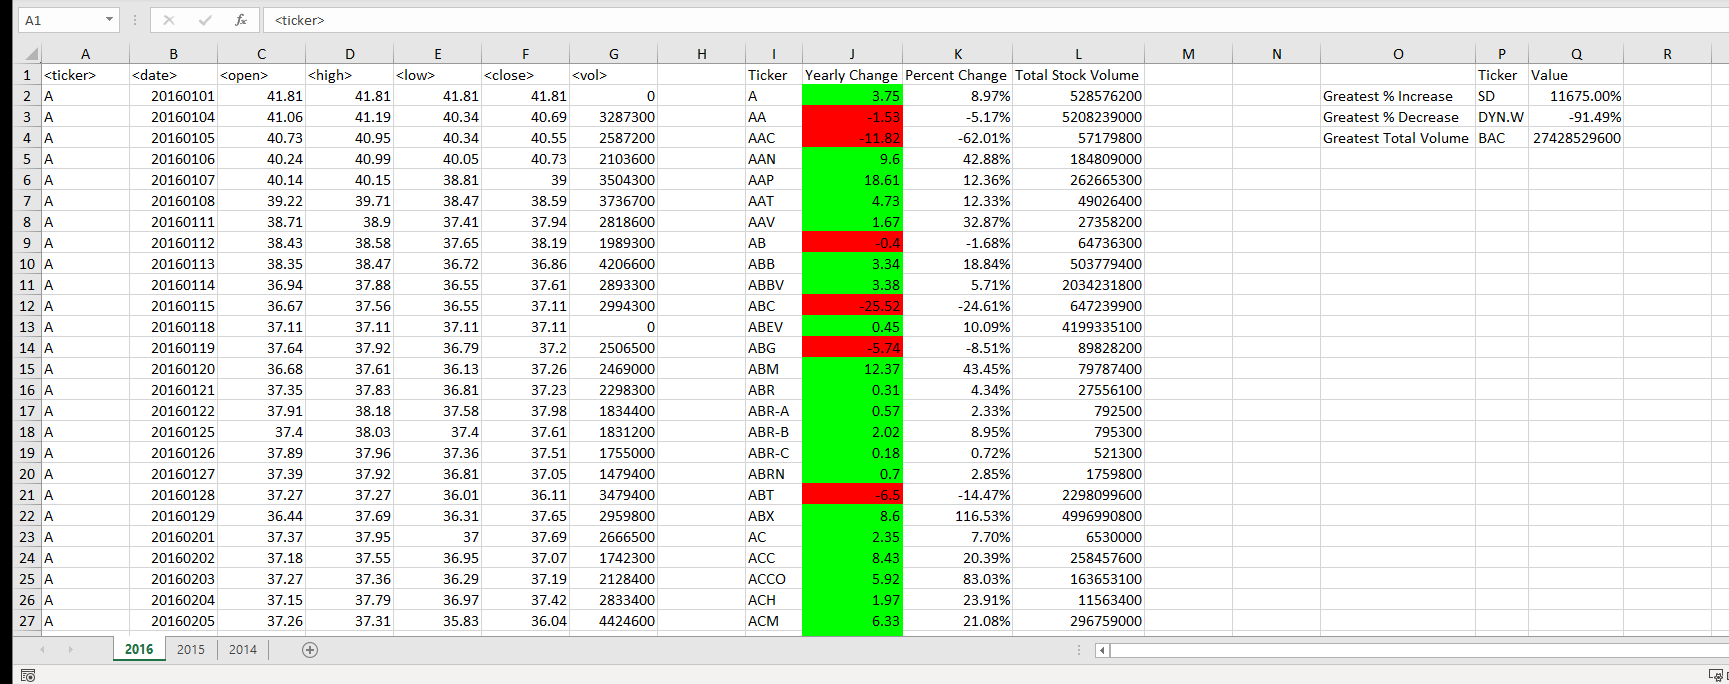 A1 fx <ticker>
A B C D E F G H I J K L M N O P Q R
1 <ticker> <date> <open> <high> <low> <close> <vol> Ticker Yearly Change Percent Change Total Stock Volume Ticker Value
2 A 20160101 41.81 41.81 41.81 41.81 0 A 3.75 8.97% 528576200 Greatest % Increase SD 11675.00%
3 A 20160104 41.06 41.19 40.34 40.69 3287300 AA -1.53 -5.17% 5208239000 Greatest % Decrease DYN.W -91.49%
4 A 20160105 40.73 40.95 40.34 40.55 2587200 AAC -11.82 -62.01% 57179800 Greatest Total Volume BAC 27428529600
5 A 20160106 40.24 40.99 40.05 40.73 2103600 AAN 9.6 42.88% 184809000
6 A 20160107 40.14 40.15 38.81 39 3504300 AAP 18.61 12.36% 262665300
7 A 20160108 39.22 39.71 38.47 38.59 3736700 AAT 4.73 12.33% 49026400
8 A 20160111 38.71 38.9 37.41 37.94 2818600 AAV 1.67 32.87% 27358200
9 A 20160112 38.43 38.58 37.65 38.19 1989300 AB -0.4 -1.68% 64736300
10 A 20160113 38.35 38.47 36.72 36.86 4206600 ABB 3.34 18.84% 503779400
11 A 20160114 36.94 37.88 36.55 37.61 2893300 ABBV 3.38 5.71% 2034231800
12 A 20160115 36.67 37.56 36.55 37.11 2994300 ABC -25.52 -24.61% 647239900
13 A 20160118 37.11 37.11 37.11 37.11 0 ABEV 0.45 10.09% 4199335100
14 A 20160119 37.64 37.92 36.79 37.2 2506500 ABG -5.74 -8.51% 89828200
15 A 20160120 36.68 37.61 36.13 37.26 2469000 ABM 12.37 43.45% 79787400
16 A 20160121 37.35 37.83 36.81 37.23 2298300 ABR 0.31 4.34% 27556100
17 A 20160122 37.91 38.18 37.58 37.98 1834400 ABR-A 0.57 2.33% 792500
18 A 20160125 37.4 38.03 37.4 37.61 1831200 ABR-B 2.02 8.95% 795300
19 A 20160126 37.89 37.96 37.36 37.51 1755000 ABR-C 0.18 0.72% 521300
20 A 20160127 37.39 37.92 36.81 37.05 1479400 ABRN 0.7 2.85% 1759800
21 A 20160128 37.27 37.27 36.01 36.11 3479400 ABT -6.5 -14.47% 2298099600
22 A 20160129 36.44 37.69 36.31 37.65 2959800 ABX 8.6 116.53% 4996990800
23 A 20160201 37.37 37.95 37 37.69 2666500 AC 2.35 7.70% 6530000
24 A 20160202 37.18 37.55 36.95 37.07 1742300 ACC 8.43 20.39% 258457600
25 A 20160203 37.27 37.36 36.29 37.19 2128400 ACCO 5.92 83.03% 163653100
26 A 20160204 37.15 37.79 36.97 37.42 2833400 ACH 1.97 23.91% 11563400
27 A 20160205 37.26 37.31 35.83 36.04 4424600 ACM 6.33 21.08% 296759000
2016 2015 2014